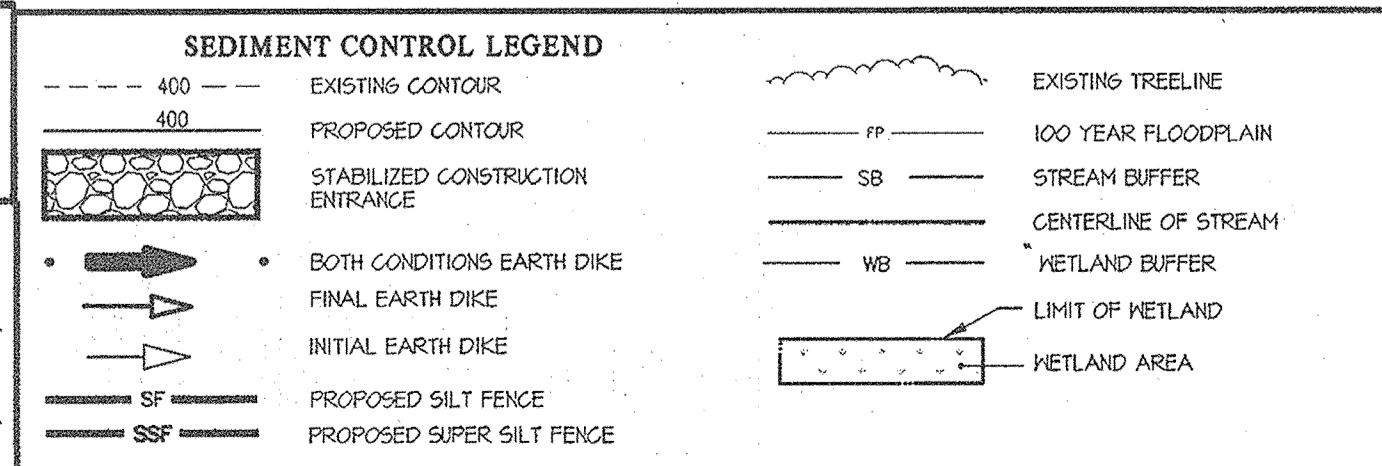 SEDIMENT CONTROL LEGEND
400 EXISTING CONTOUR
400 PROPOSED CONTOUR
STABILIZED CONSTRUCTION
ENTRANCE
BOTH CONDITIONS EARTH DIKE
FINAL EARTH DIKE
INITIAL EARTH DIKE
SF PROPOSED SILT FENCE
SSF PROPOSED SUPER SILT FENCE
EXISTING TREELINE
FP 100 YEAR FLOODPLAIN
SB STREAM BUFFER
CENTERLINE OF STREAM
WB WETLAND BUFFER
LIMIT OF WETLAND
WETLAND AREA